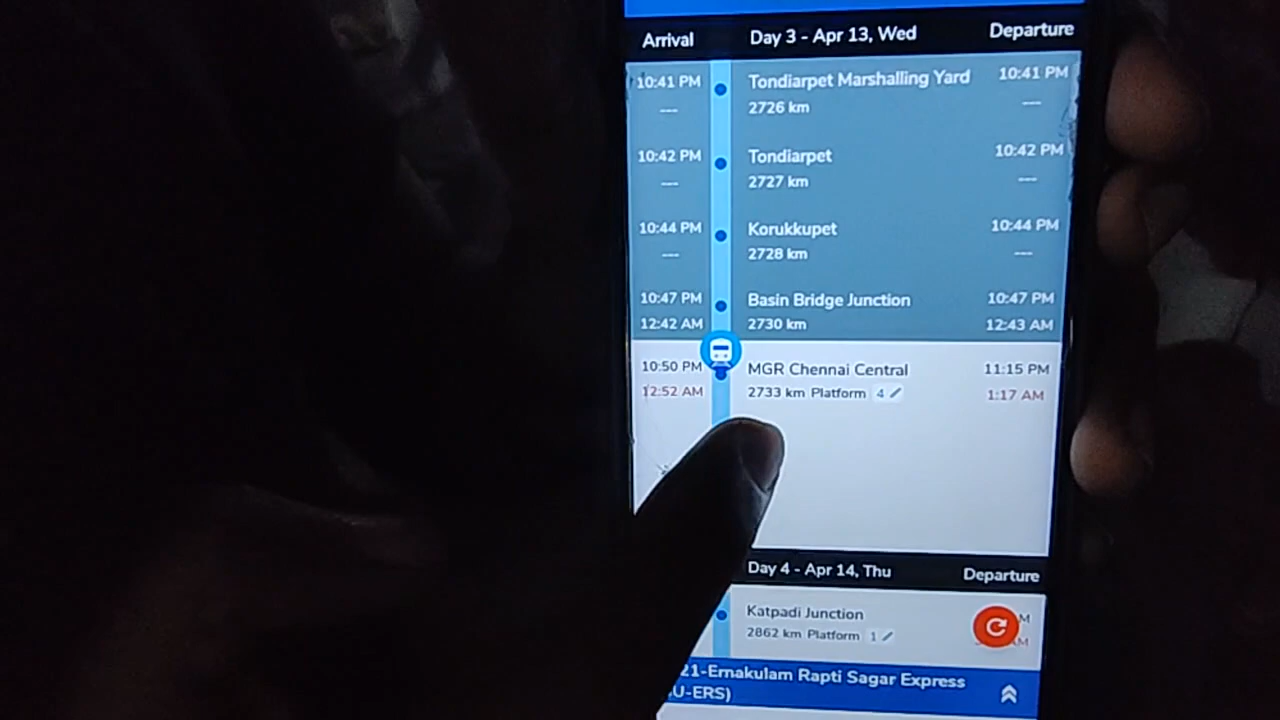 Arrival Day 3 - Apr 13, Wed Departure
10:41 PM Tondiarpet Marshalling Yard 10:41 PM
--- 2726 km ---
10:42 PM Tondiarpet 10:42 PM
--- 2727 km ---
10:44 PM Korukkupet 10:44 PM
--- 2728 km ---
10:47 PM Basin Bridge Junction 10:47 PM
12:42 AM 2730 km 12:43 AM
10:50 PM MGR Chennai Central 11:15 PM
12:52 AM 2733 km Platform 4 1:17 AM
Day 4 - Apr 14, Thu Departure
Katpadi Junction M
2862 km Platform 1 AM
21-Ernakulam Rapti Sagar Express
U-ERS)